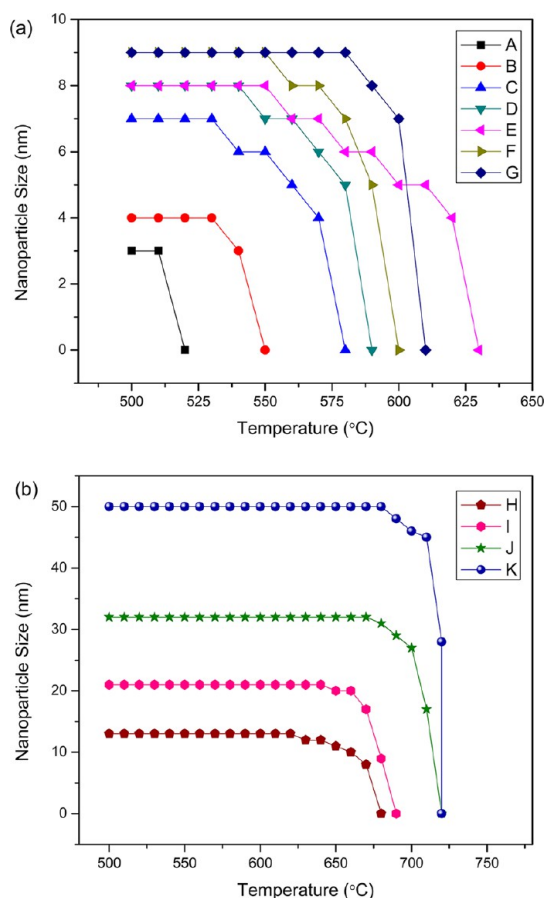 (a)
10
8
6
4
2
0
Nanoparticle Size (nm)
A
B
C
D
E
F
G
500 525 550 575 600 625 650
Temperature (°C)
(b)
50
40
30
20
10
0
Nanoparticle Size (nm)
H
I
J
K
500 550 600 650 700 750
Temperature (°C)